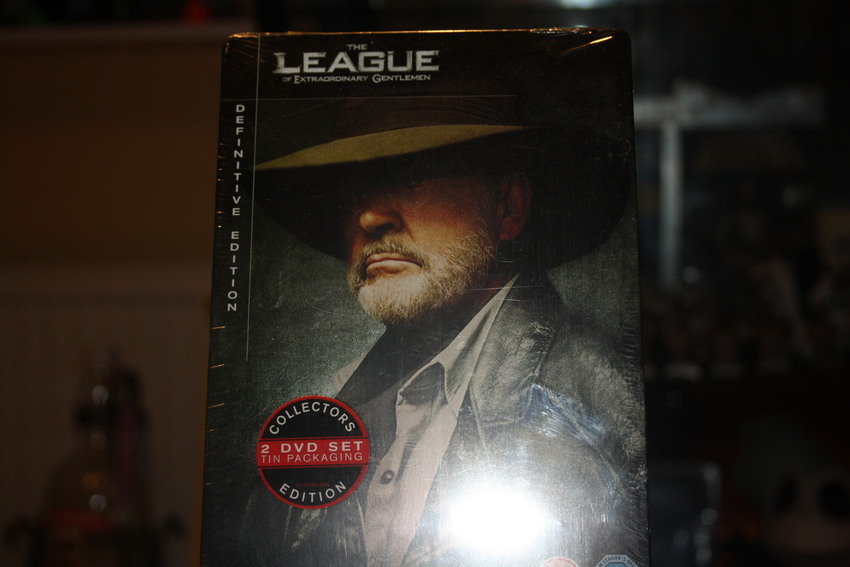 THE
LEAGUE
OF EXTRAORDINARY GENTLEMEN
DEFINITIVE EDITION
COLLECTORS
2 DVD SET
TIN PACKAGING
EDITION